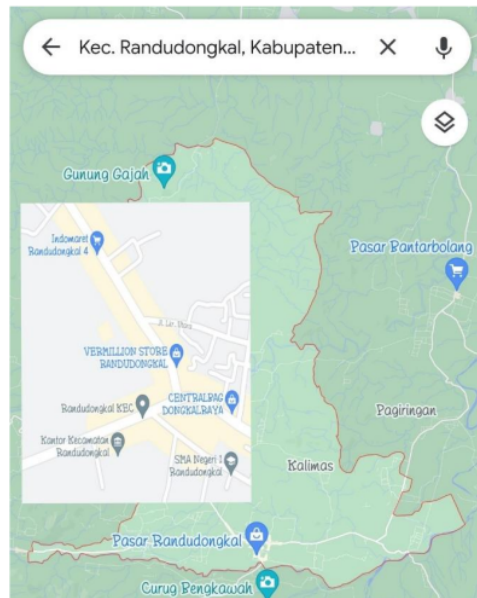 Kec. Randudongkal, Kabupaten...
Gunung Gajah
Indomaret
Randudongkal 4
Pasar Bantarbolang
VERMILLION STORE
RANDUDONGKAL
CENTRALBAG
DONGKALRAYA
Randudongkal KEC
Pagiringan
Kantor Kecamatan
Randudongkal
SMA Negeri 1
Randudongkal
Kalimas
Pasar Randudongkal
Curug Bengkawah